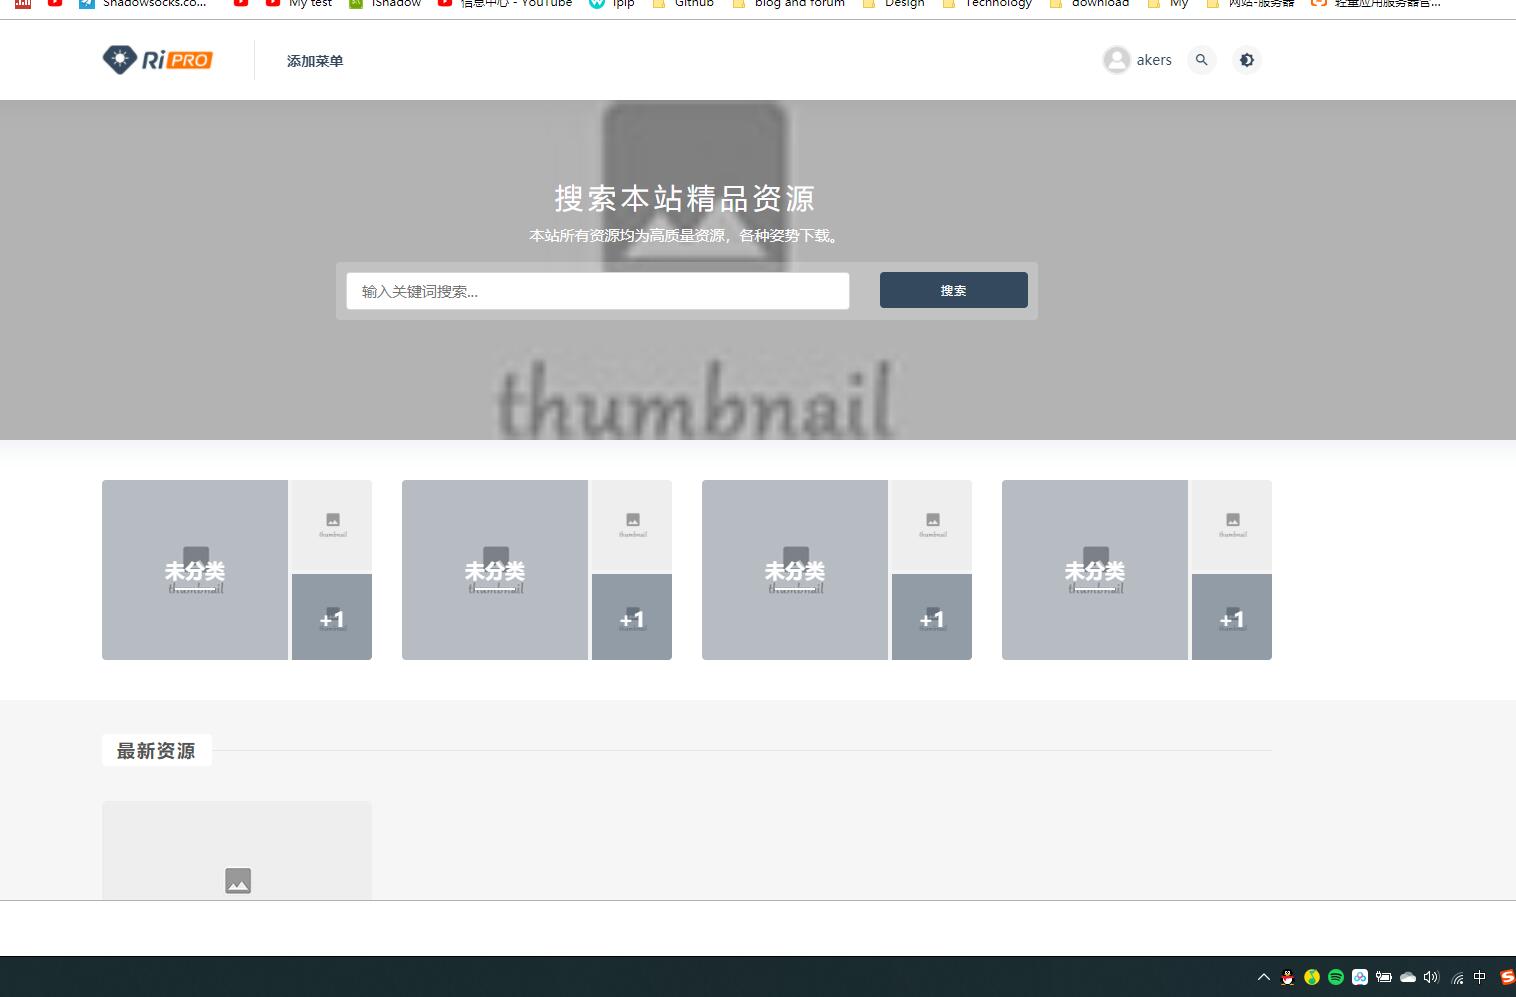 Shadowsocks.co...
My test
iShadow
信息中心 - YouTube
ipip
Github
blog and forum
Design
Technology
download
My
网站-服务器
轻量应用服务器管...
Ri PRO
添加菜单
akers
搜索本站精品资源
本站所有资源均为高质量资源，各种姿势下载。
输入关键词搜索...
搜索
thumbnail
未分类
thumbnail
thumbnail
+1
未分类
thumbnail
thumbnail
+1
未分类
thumbnail
thumbnail
+1
未分类
thumbnail
thumbnail
+1
最新资源
中